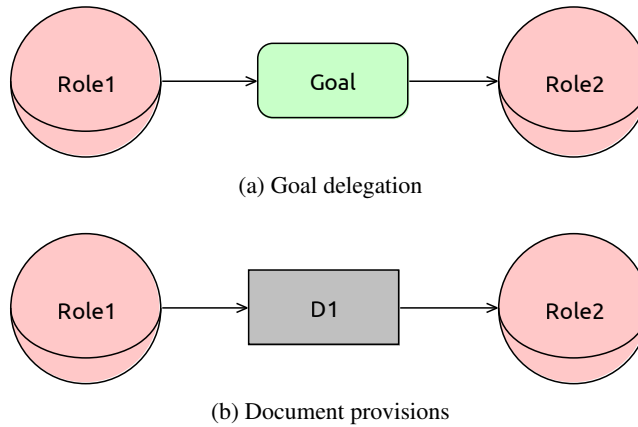 Role1
Goal
Role2
(a) Goal delegation
Role1
D1
Role2
(b) Document provisions